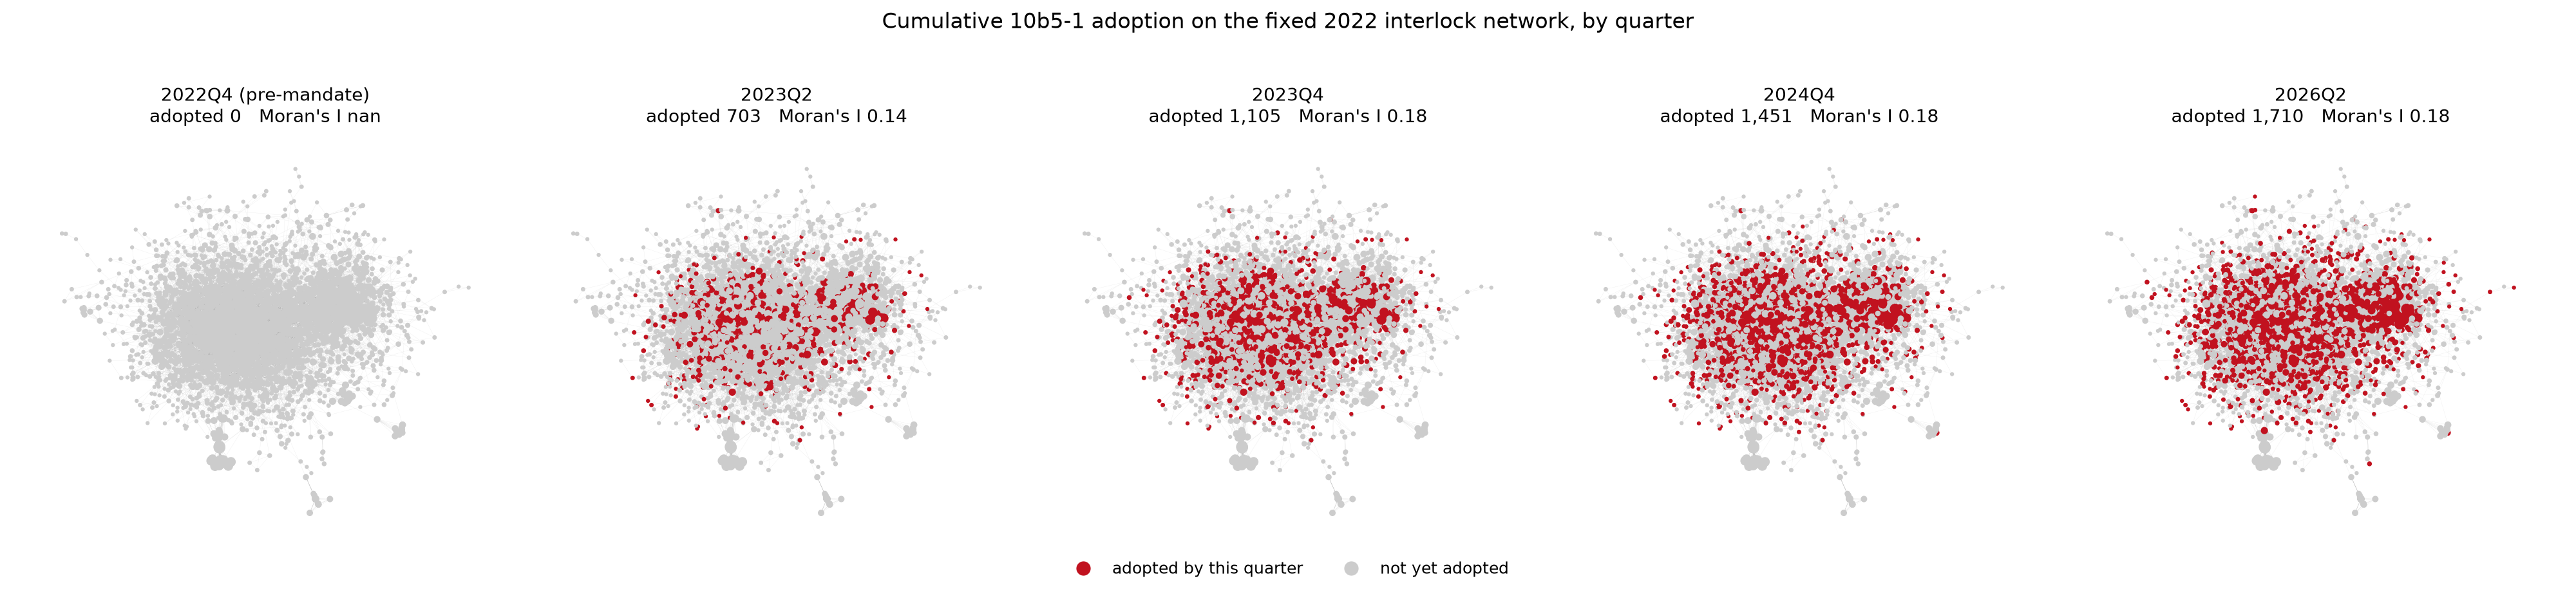 Cumulative 10b5-1 adoption on the fixed 2022 interlock network, by quarter
2022Q4 (pre-mandate)
adopted 0   Moran's I nan
2023Q2
adopted 703   Moran's I 0.14
2023Q4
adopted 1,105   Moran's I 0.18
2024Q4
adopted 1,451   Moran's I 0.18
2026Q2
adopted 1,710   Moran's I 0.18
adopted by this quarter
not yet adopted